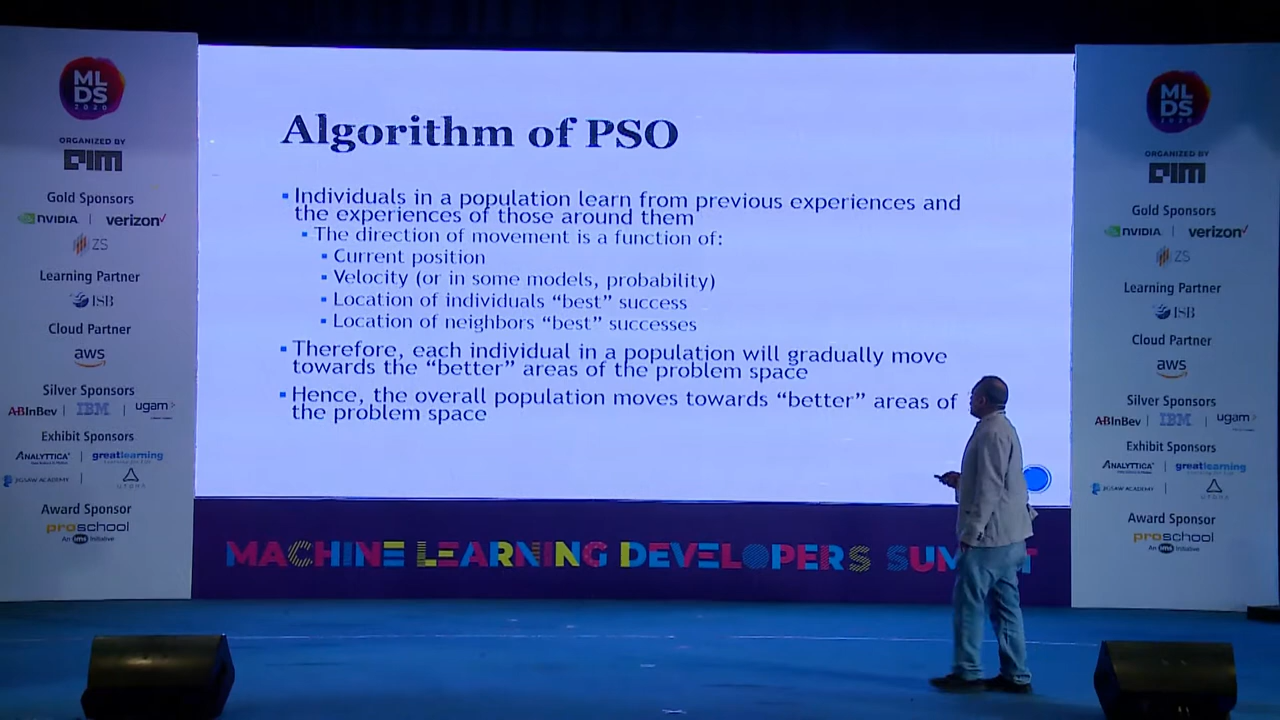 ML
DS
2020
ORGANIZED BY
AIM
Gold Sponsors
NVIDIA | verizon✓
ZS
Learning Partner
ISB
Cloud Partner
aws
Silver Sponsors
ABInBev | IBM | ugam
Exhibit Sponsors
ANALYTTICA | greatlearning
JIGSAW ACADEMY |
Award Sponsor
proschool
An ims Initiative
Algorithm of PSO
▪ Individuals in a population learn from previous experiences and
the experiences of those around them
▪ The direction of movement is a function of:
▪ Current position
▪ Velocity (or in some models, probability)
▪ Location of individuals “best” success
▪ Location of neighbors “best” successes
▪ Therefore, each individual in a population will gradually move
towards the “better” areas of the problem space
▪ Hence, the overall population moves towards “better” areas of
the problem space
MACHINE LEARNING DEVELOPERS SUM T
ML
DS
2020
ORGANIZED BY
AIM
Gold Sponsors
NVIDIA | verizon✓
ZS
Learning Partner
ISB
Cloud Partner
aws
Silver Sponsors
ABInBev | IBM | ugam
Exhibit Sponsors
ANALYTTICA | greatlearning
JIGSAW ACADEMY |
Award Sponsor
proschool
An ims Initiative